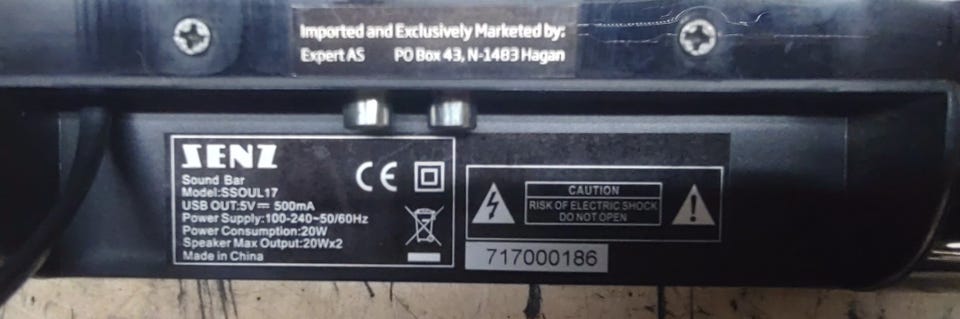 Imported and Exclusively Marketed by:
Expert AS PO Box 43, N-1483 Hagan
SENZ
Sound Bar
Model:SSOUL17
USB OUT:5V⎓ 500mA
Power Supply:100-240~50/60Hz
Power Consumption:20W
Speaker Max Output:20Wx2
Made in China
CE
CAUTION
RISK OF ELECTRIC SHOCK
DO NOT OPEN
717000186